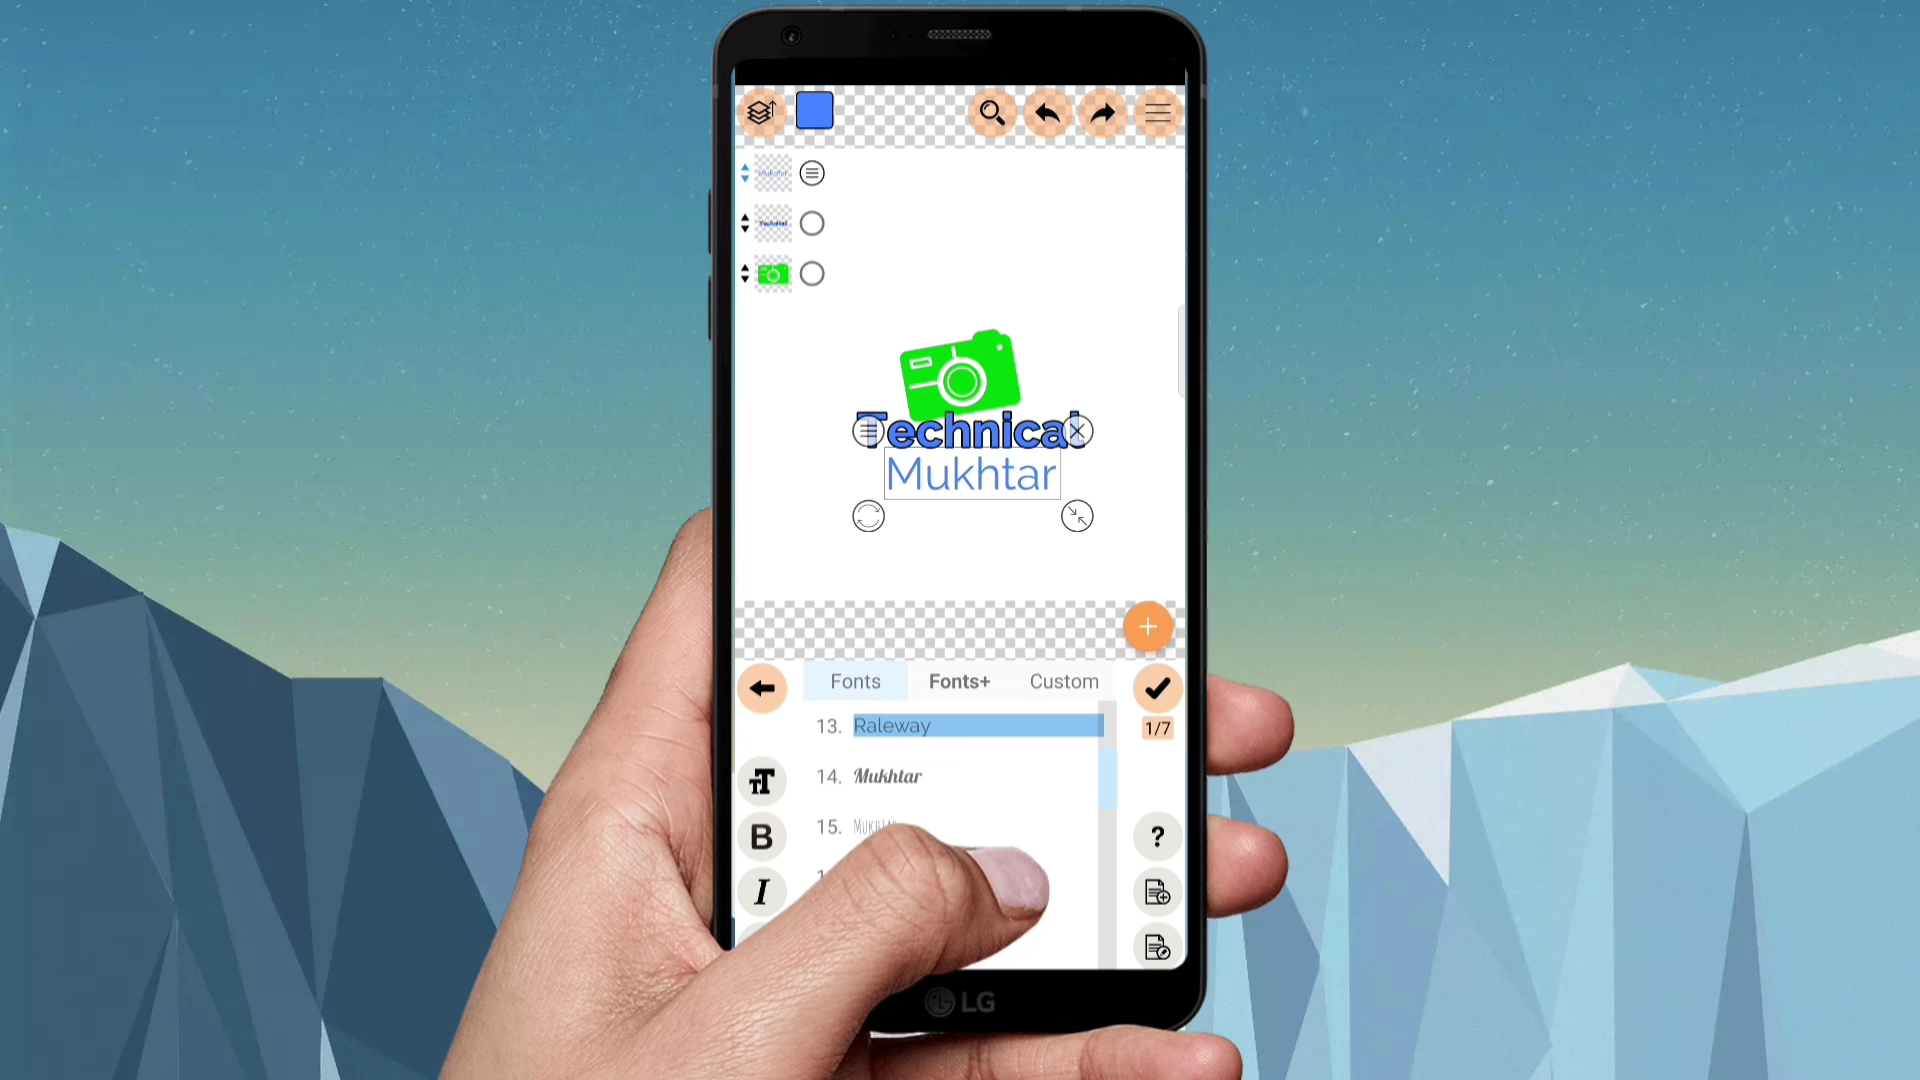 Technical
Mukhtar
Fonts
Fonts+
Custom
13. Raleway
1/7
14. Mukhtar
B
15.
?
I
LG